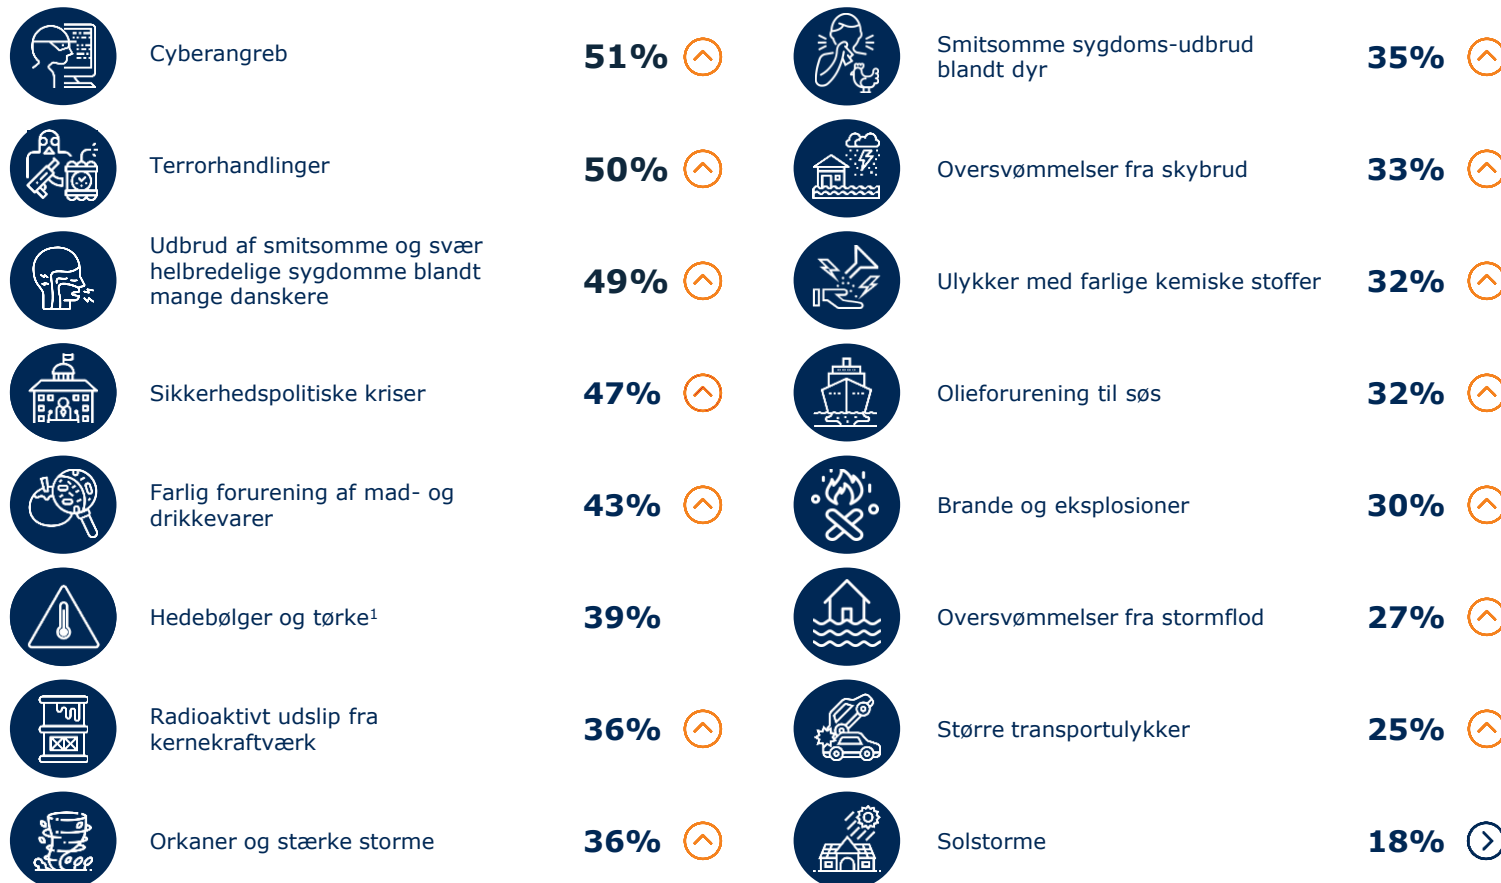 Cyberangreb
51%
Terrorhandlinger
50%
Udbrud af smitsomme og svær
helbredelige sygdomme blandt
mange danskere
49%
Sikkerhedspolitiske kriser
47%
Farlig forurening af mad- og
drikkevarer
43%
Hedebølger og tørke¹
39%
Radioaktivt udslip fra
kernekraftværk
36%
Orkaner og stærke storme
36%
Smitsomme sygdoms-udbrud
blandt dyr
35%
Oversvømmelser fra skybrud
33%
Ulykker med farlige kemiske stoffer
32%
Olieforurening til søs
32%
Brande og eksplosioner
30%
Oversvømmelser fra stormflod
27%
Større transportulykker
25%
Solstorme
18%